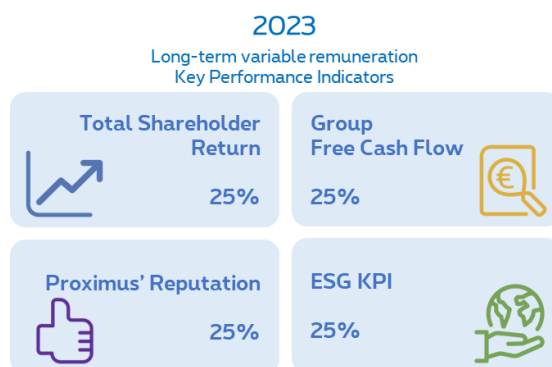 2023
Long-term variable remuneration
Key Performance Indicators
Total Shareholder
Return
25%
Group
Free Cash Flow
25%
€
Proximus' Reputation
25%
ESG KPI
25%